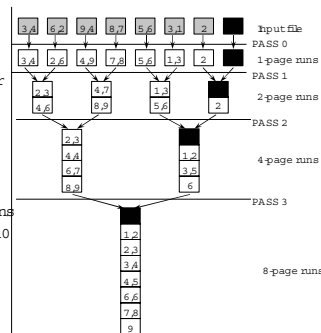 3,4 6,2 9,4 8,7 5,6 3,1 2 Input file
PASS 0
3,4 2,6 4,9 7,8 5,6 1,3 2 1-page runs
PASS 1
r
2,3 4,7 1,3 2-page runs
4,6 8,9 5,6 2
PASS 2
2,3
4,4 1,2 4-page runs
6,7 3,5
8,9 6
PASS 3
ns
1,2
0
2,3
3,4 8-page runs
4,5
6,6
7,8
9